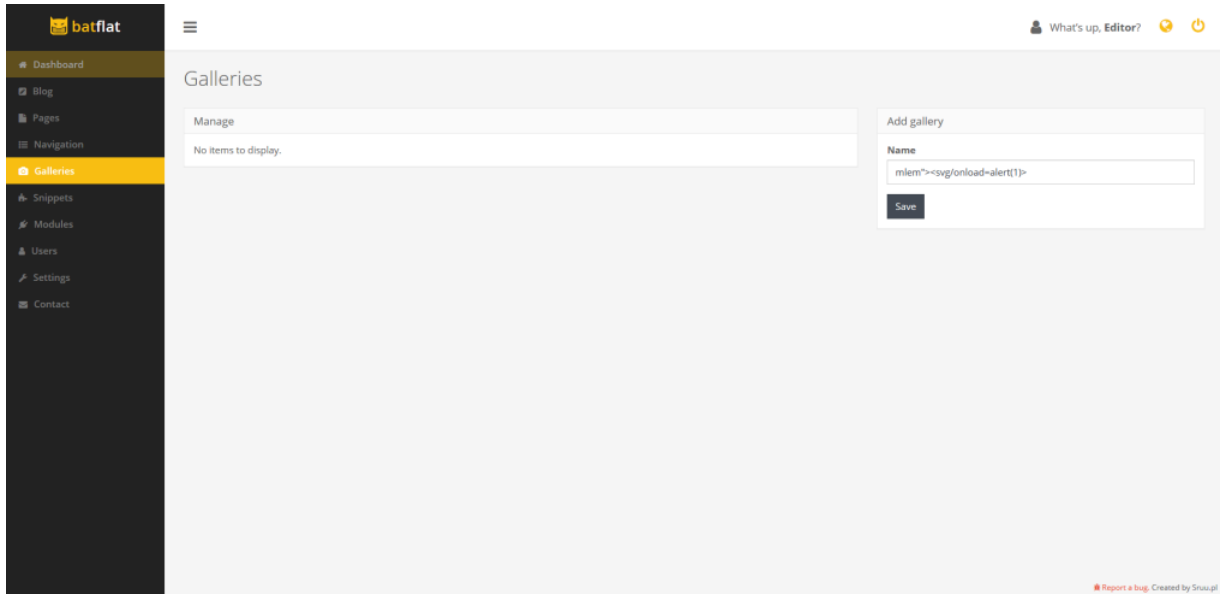 batflat
What's up, Editor?
Dashboard
Blog
Pages
Navigation
Galleries
Snippets
Modules
Users
Settings
Contact
Galleries
Manage
No items to display.
Add gallery
Name
mlem"><svg/onload=alert(1)>
Save
Report a bug. Created by Sruu.pl